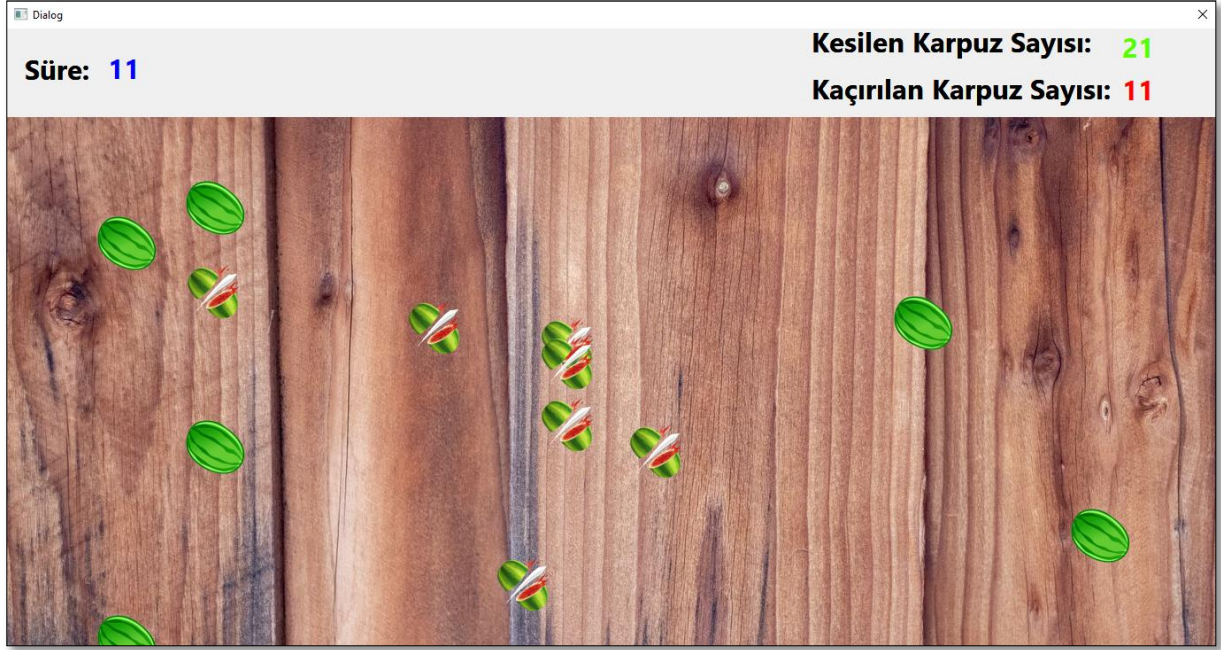 Dialog
Süre: 11
Kesilen Karpuz Sayısı: 21
Kaçırılan Karpuz Sayısı: 11